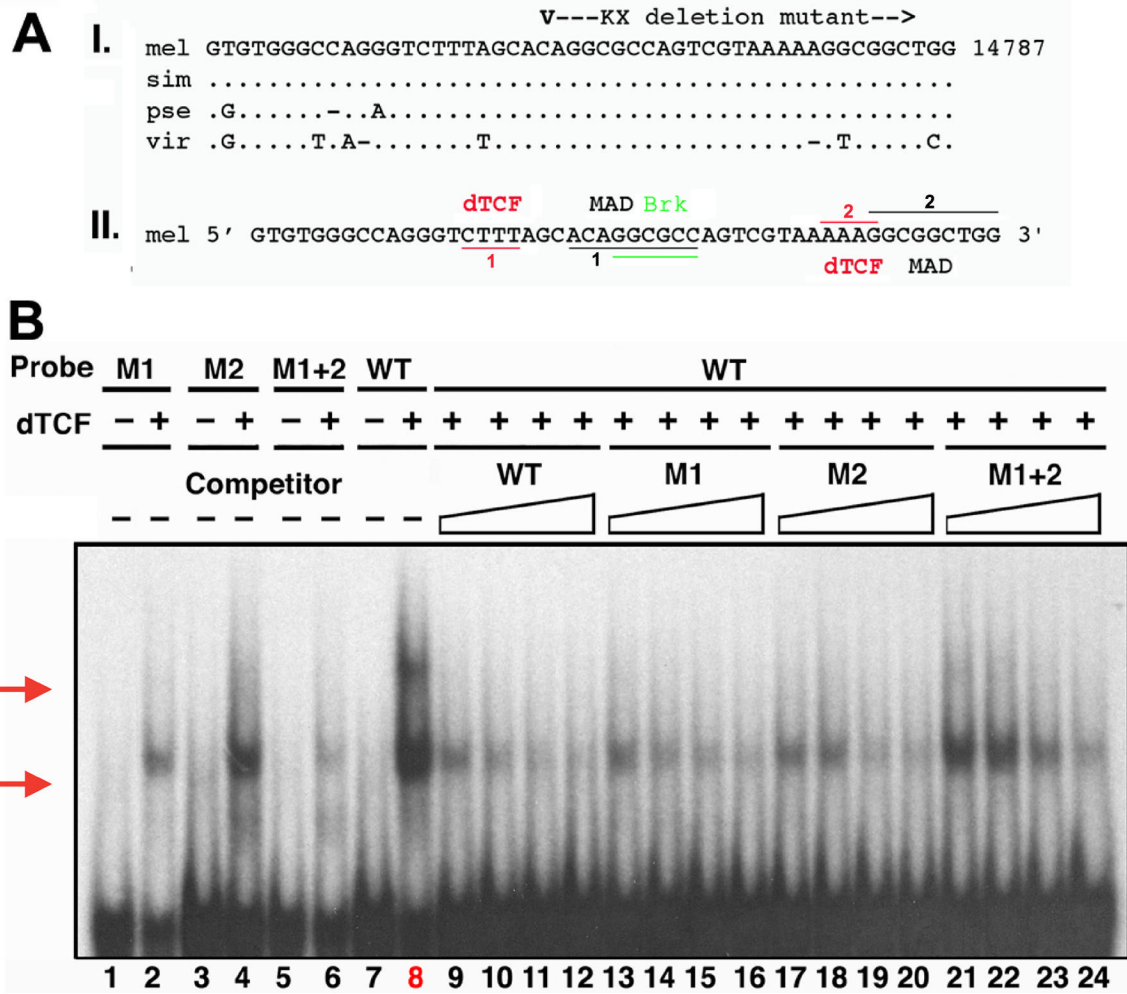 A
V---KX deletion mutant-->
I. mel GTGTGGGCCAGGGTCTTTAGCACAGGCGCCAGTCGTAAAAAGGCGGCTGG 14787
sim ..................................................
pse .G......-..A......................................
vir .G.....T.A-.......T.....................-.T.....C.
dTCF MAD Brk 2 2
II. mel 5′ GTGTGGGCCAGGGTCTTTAGCACAGGCGCCAGTCGTAAAAAGGCGGCTGG 3'
1 1 dTCF MAD
B
Probe M1 M2 M1+2 WT WT
dTCF - + - + - + - + + + + + + + + + + + + + + + + +
Competitor WT M1 M2 M1+2
- - - - - - - -
1 2 3 4 5 6 7 8 9 10 11 12 13 14 15 16 17 18 19 20 21 22 23 24